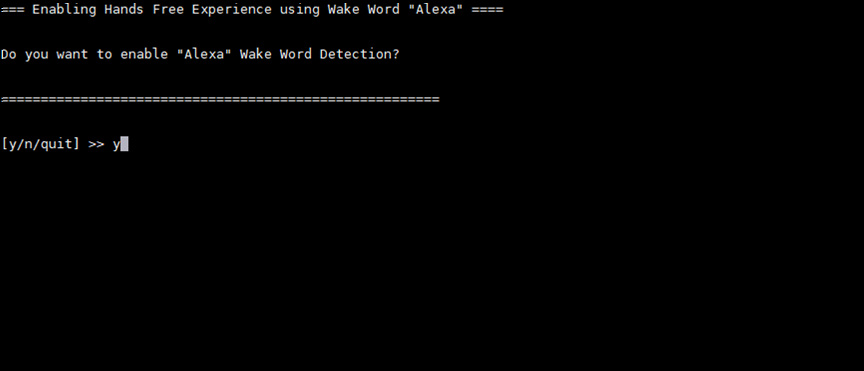 === Enabling Hands Free Experience using Wake Word "Alexa" ====
Do you want to enable "Alexa" Wake Word Detection?
=======================================================
[y/n/quit] >> y